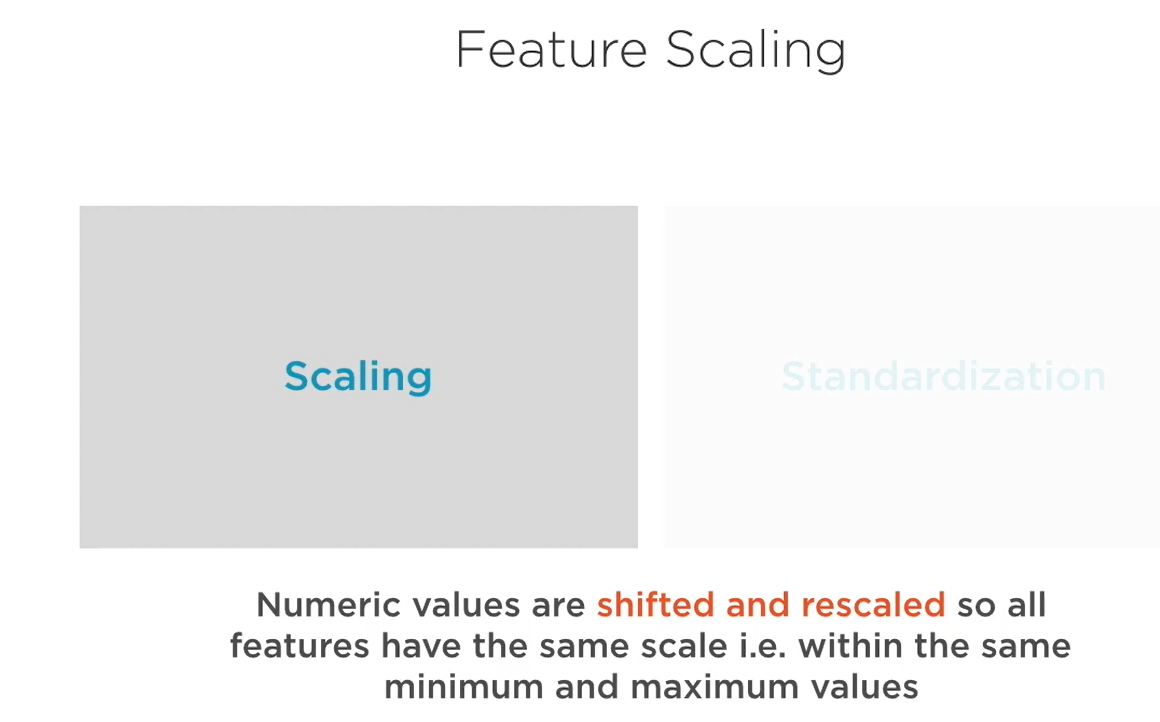 Feature Scaling
Scaling
Standardization
Numeric values are shifted and rescaled so all
features have the same scale i.e. within the same
minimum and maximum values